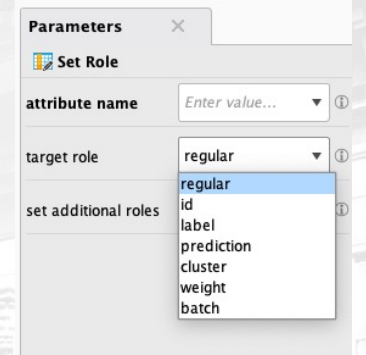 Parameters
Set Role
attribute name Enter value...
target role regular
regular
id
set additional roles
label
prediction
cluster
weight
batch